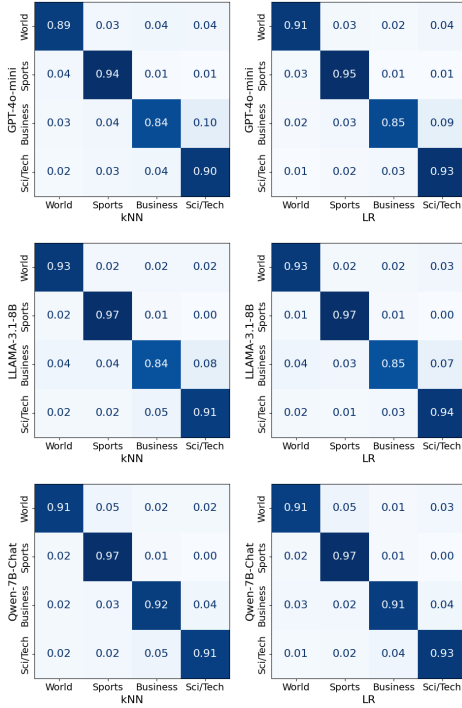 GPT-4o-mini
World 0.89 0.03 0.04 0.04
Sports 0.04 0.94 0.01 0.01
Business 0.03 0.04 0.84 0.10
Sci/Tech 0.02 0.03 0.04 0.90
World Sports Business Sci/Tech
kNN
GPT-4o-mini
World 0.91 0.03 0.02 0.04
Sports 0.03 0.95 0.01 0.01
Business 0.02 0.03 0.85 0.09
Sci/Tech 0.01 0.02 0.03 0.93
World Sports Business Sci/Tech
LR
LLAMA-3.1-8B
World 0.93 0.02 0.02 0.02
Sports 0.02 0.97 0.01 0.00
Business 0.04 0.04 0.84 0.08
Sci/Tech 0.02 0.02 0.05 0.91
World Sports Business Sci/Tech
kNN
LLAMA-3.1-8B
World 0.93 0.02 0.02 0.03
Sports 0.01 0.97 0.01 0.00
Business 0.04 0.03 0.85 0.07
Sci/Tech 0.02 0.01 0.03 0.94
World Sports Business Sci/Tech
LR
Qwen-7B-Chat
World 0.91 0.05 0.02 0.02
Sports 0.02 0.97 0.01 0.00
Business 0.02 0.03 0.92 0.04
Sci/Tech 0.02 0.02 0.05 0.91
World Sports Business Sci/Tech
kNN
Qwen-7B-Chat
World 0.91 0.05 0.01 0.03
Sports 0.02 0.97 0.01 0.00
Business 0.03 0.02 0.91 0.04
Sci/Tech 0.01 0.02 0.04 0.93
World Sports Business Sci/Tech
LR